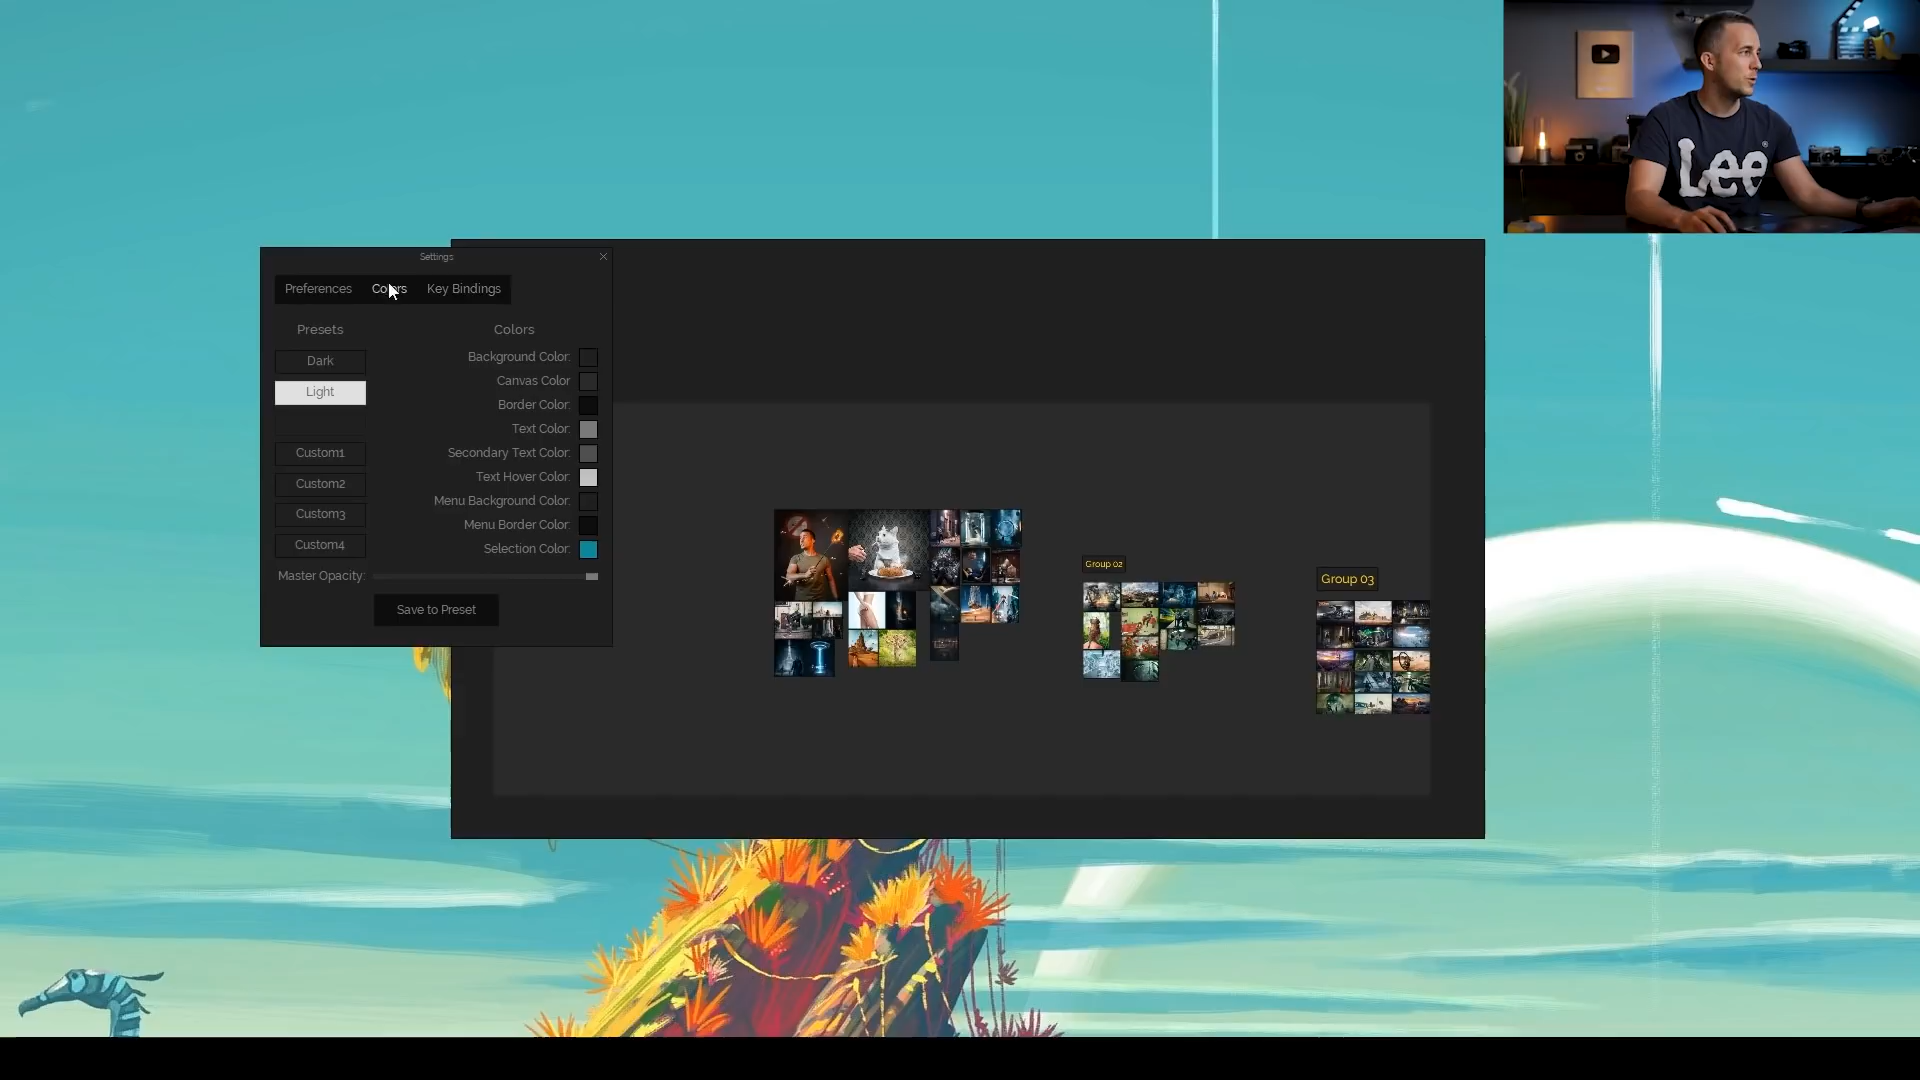 Lee
Settings
Preferences Colors Key Bindings
Presets
Dark
Light
Custom1
Custom2
Custom3
Custom4
Colors
Background Color:
Canvas Color
Border Color:
Text Color:
Secondary Text Color:
Text Hover Color:
Menu Background Color:
Menu Border Color:
Selection Color:
Master Opacity:
Save to Preset
Group 02
Group 03